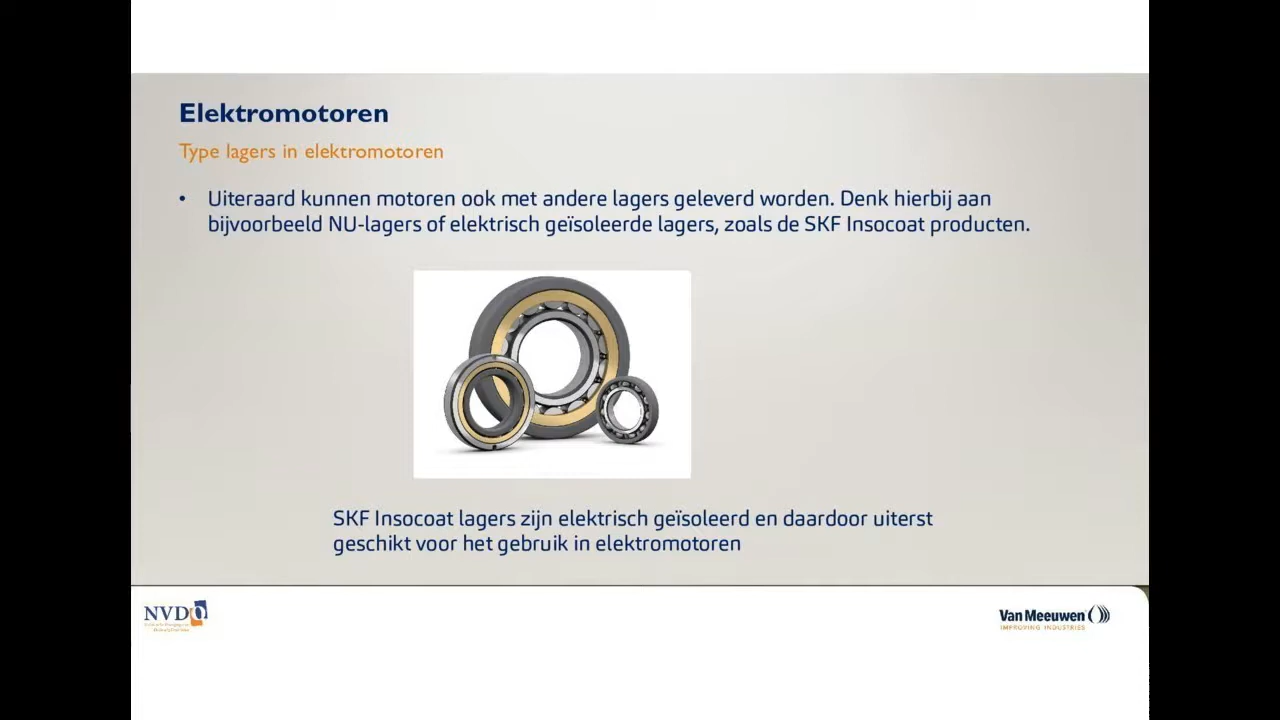 Elektromotoren
Type lagers in elektromotoren
• Uiteraard kunnen motoren ook met andere lagers geleverd worden. Denk hierbij aan
bijvoorbeeld NU-lagers of elektrisch geïsoleerde lagers, zoals de SKF Insocoat producten.
SKF Insocoat lagers zijn elektrisch geïsoleerd en daardoor uiterst
geschikt voor het gebruik in elektromotoren
NVDO
Van Meeuwen
IMPROVING INDUSTRIES